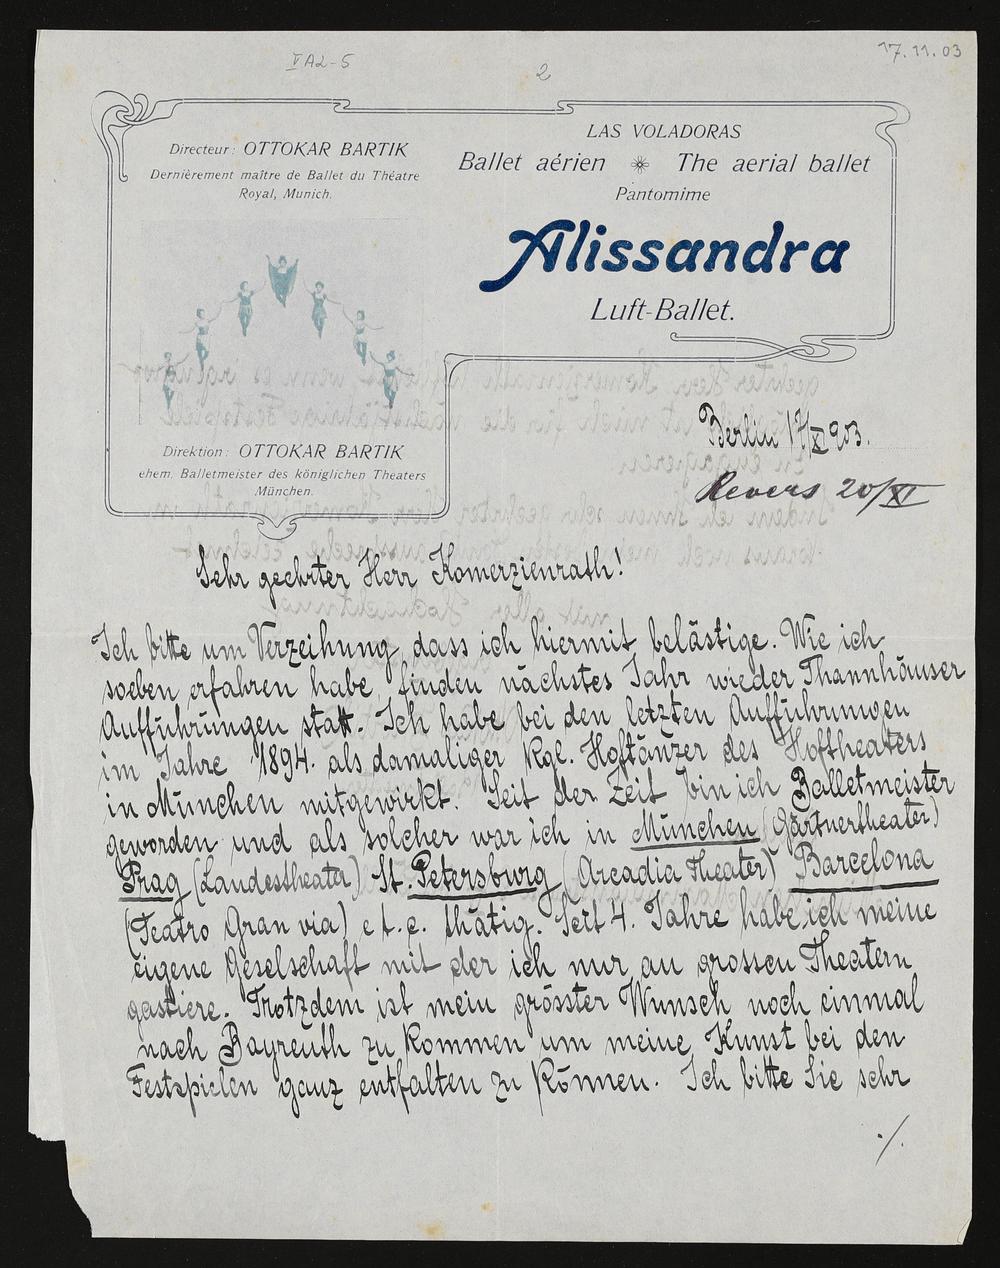 V A2-5
2
17.11.03
Directeur: OTTOKAR BARTIK
Dernièrement maître de Ballet du Théatre
Royal, Munich.
LAS VOLADORAS
Ballet aérien The aerial ballet
Pantomime
Alissandra
Luft-Ballet.
Direktion: OTTOKAR BARTIK
ehem. Balletmeister des königlichen Theaters
München.
Berlin 17/XI 903.
Revers 20/XI
Sehr geehrter Herr Komerzienrath!
Ich bitte um Verzeihung, dass ich hiermit belästige. Wie ich
soeben erfahren habe, finden nächstes Jahr wieder Thannhäuser
Aufführungen statt. Ich habe bei den letzten Aufführungen
im Jahre 1894. als damaliger Kgl. Hoftänzer des Hoftheaters
in München mitgewirkt. Seit der Zeit bin ich Balletmeister
geworden und als solcher war ich in München (Gärtnertheater)
Prag (Landestheater) St. Petersburg (Arcadia Theater) Barcelona
(Teatro Gran via) e t. c. thätig. Seit 4. Jahre habe ich meine
eigene Geselschaft mit der ich nur an grossen Theatern
gastiere. Trotzdem ist mein grösster Wunsch noch einmal
nach Bayreuth zu kommen um meine Kunst bei den
Festspielen ganz entfalten zu können. Ich bitte Sie sehr
./.